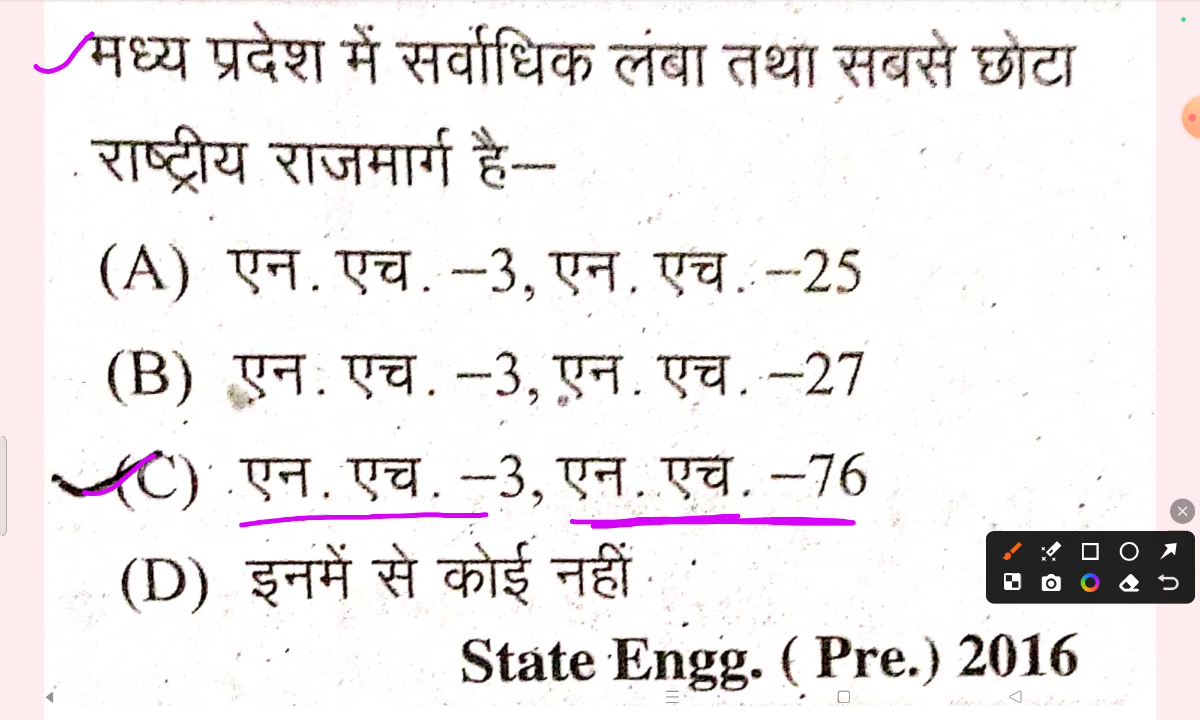 मध्य प्रदेश में सर्वाधिक लंबा तथा सबसे छोटा
राष्ट्रीय राजमार्ग है—
(A) एन. एच. –3, एन. एच. –25
(B) एन. एच. –3, एन. एच. –27
(C) एन. एच. –3, एन. एच. –76
(D) इनमें से कोई नहीं
State Engg. ( Pre.) 2016